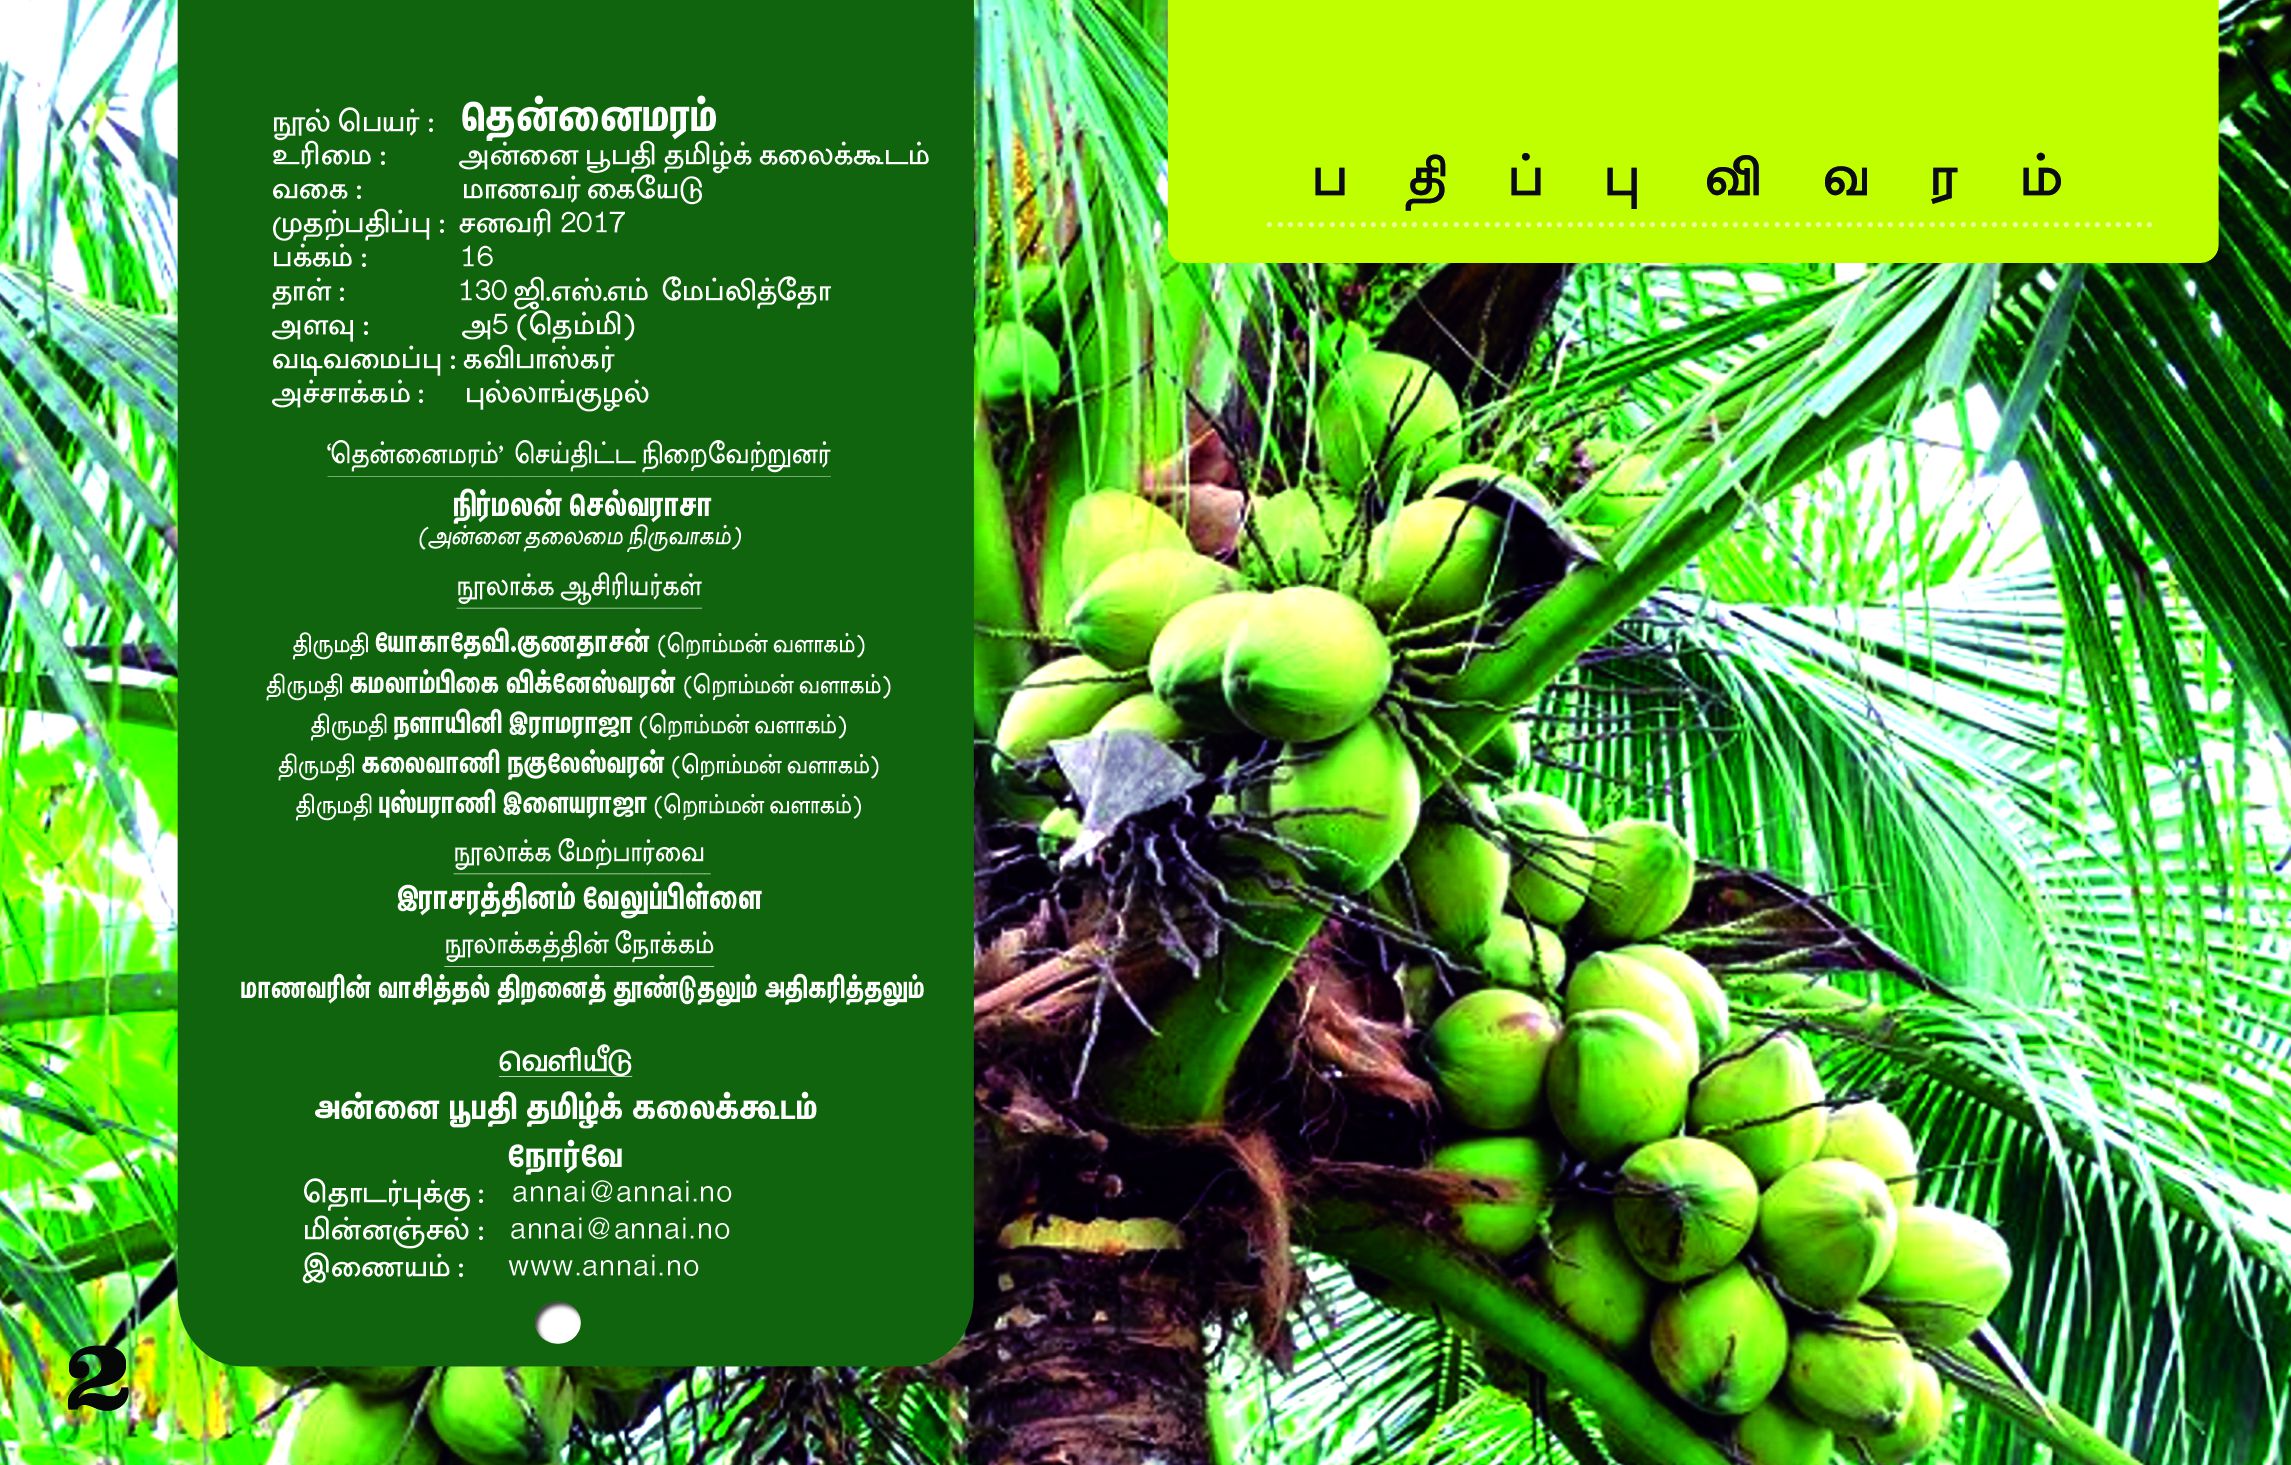 பதிப்புவிவரம்
நூல் பெயர் : தென்னைமரம்
உரிமை : அன்னை பூபதி தமிழ்க் கலைக்கூடம்
வகை : மாணவர் கையேடு
முதற்பதிப்பு : சனவரி 2017
பக்கம் : 16
தாள் : 130 ஜி.எஸ்.எம் மேப்லித்தோ
அளவு : அ5 (தெம்மி)
வடிவமைப்பு : கவிபாஸ்கர்
அச்சாக்கம் : புல்லாங்குழல்
‘தென்னைமரம்’ செய்திட்ட நிறைவேற்றுனர்
நிர்மலன் செல்வராசா
(அன்னை தலைமை நிருவாகம்)
நூலாக்க ஆசிரியர்கள்
திருமதி யோகாதேவி.குணதாசன் (றொம்மன் வளாகம்)
திருமதி கமலாம்பிகை விக்னேஸ்வரன் (றொம்மன் வளாகம்)
திருமதி நளாயினி இராமராஜா (றொம்மன் வளாகம்)
திருமதி கலைவாணி நகுலேஸ்வரன் (றொம்மன் வளாகம்)
திருமதி புஸ்பராணி இளையராஜா (றொம்மன் வளாகம்)
நூலாக்க மேற்பார்வை
இராசரத்தினம் வேலுப்பிள்ளை
நூலாக்கத்தின் நோக்கம்
மாணவரின் வாசித்தல் திறனைத் தூண்டுதலும் அதிகரித்தலும்
வெளியீடு
அன்னை பூபதி தமிழ்க் கலைக்கூடம்
நோர்வே
தொடர்புக்கு : annai@annai.no
மின்னஞ்சல் : annai@annai.no
இணையம் : www.annai.no
2